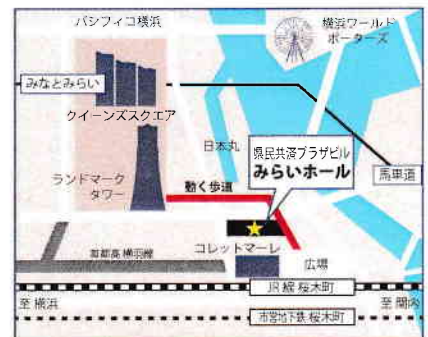 パシフィコ横浜
横浜ワールド
ポーターズ
みなとみらい
クイーンズスクエア
日本丸
県民共済プラザビル
みらいホール
馬車道
ランドマーク
タワー
動く歩道
首都高横羽線
コレットマーレ
広場
JR線 桜木町
至 横浜
至 関内
市営地下鉄 桜木町